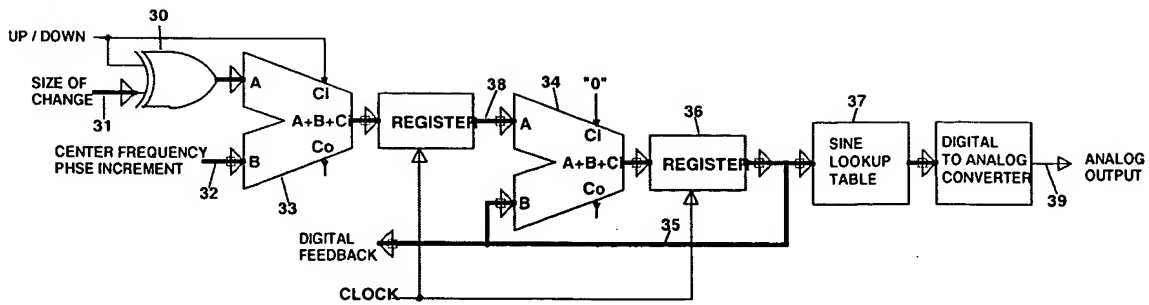 30
UP / DOWN
SIZE OF
CHANGE
31
A
CI
A+B+CI
Co
B
CENTER FREQUENCY
PHSE INCREMENT
32
33
REGISTER
38
34
"0"
A
CI
A+B+CI
Co
B
36
REGISTER
37
SINE
LOOKUP
TABLE
DIGITAL
TO ANALOG
CONVERTER
39
ANALOG
OUTPUT
35
DIGITAL
FEEDBACK
CLOCK